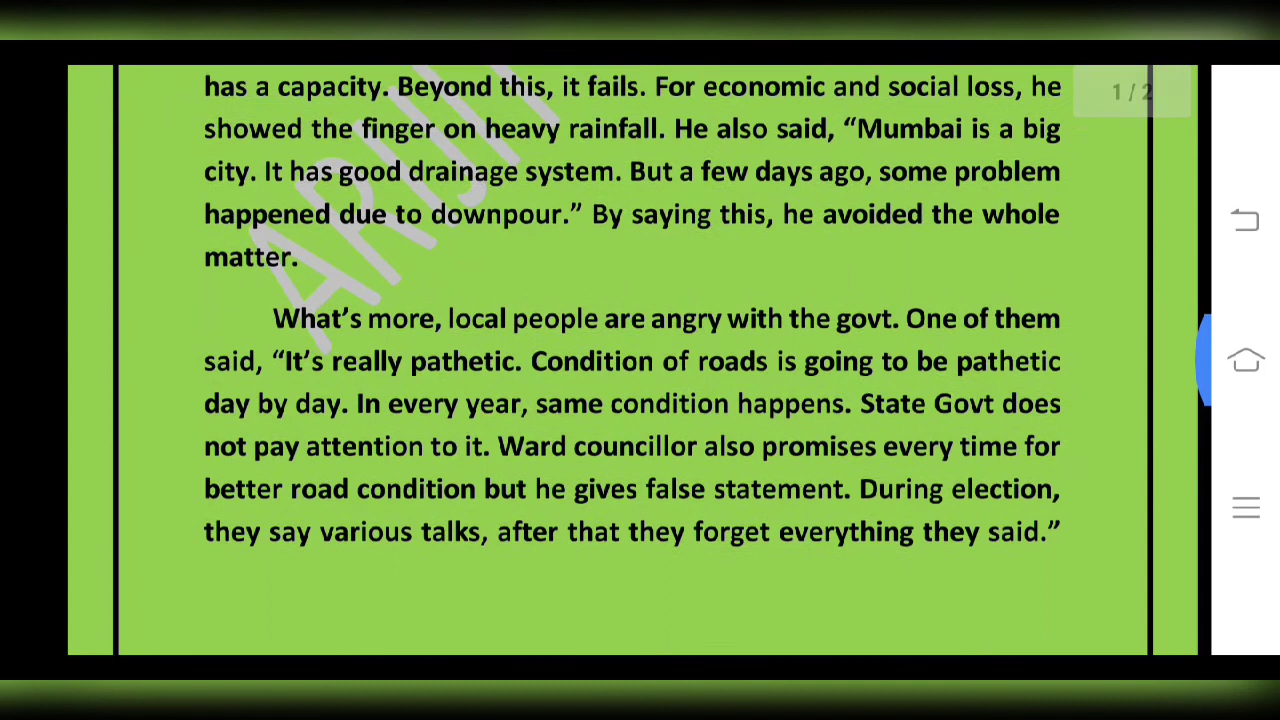 has a capacity. Beyond this, it fails. For economic and social loss, he
1 / 2
showed the finger on heavy rainfall. He also said, “Mumbai is a big
city. It has good drainage system. But a few days ago, some problem
happened due to downpour.” By saying this, he avoided the whole
matter.
What’s more, local people are angry with the govt. One of them
said, “It’s really pathetic. Condition of roads is going to be pathetic
day by day. In every year, same condition happens. State Govt does
not pay attention to it. Ward councillor also promises every time for
better road condition but he gives false statement. During election,
they say various talks, after that they forget everything they said.”